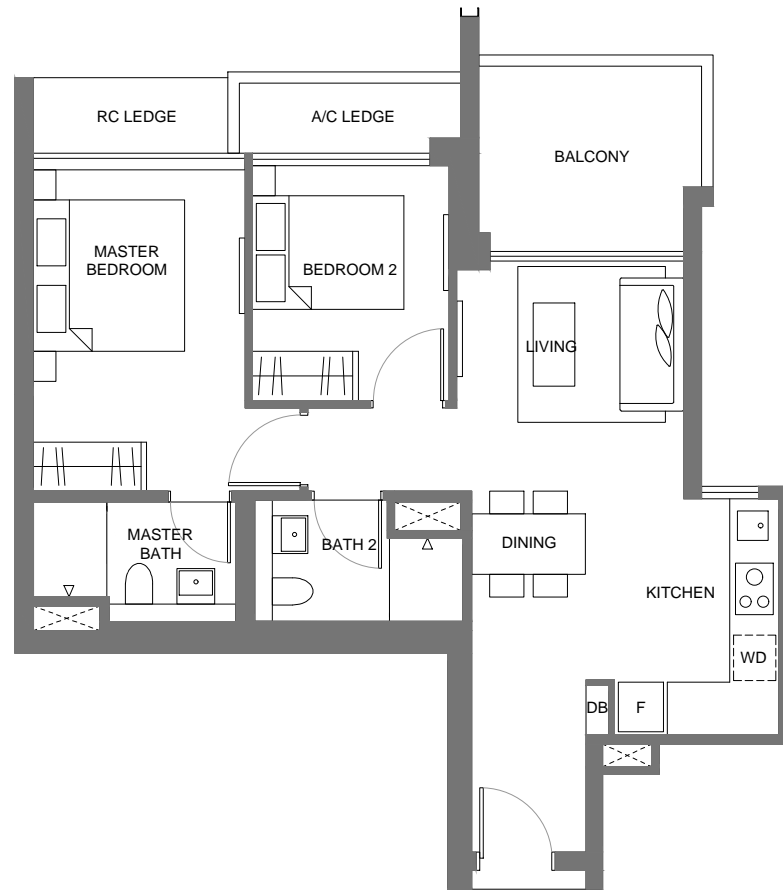 RC LEDGE
A/C LEDGE
BALCONY
MASTER
BEDROOM
BEDROOM 2
LIVING
MASTER
BATH
BATH 2
DINING
KITCHEN
WD
DB
F